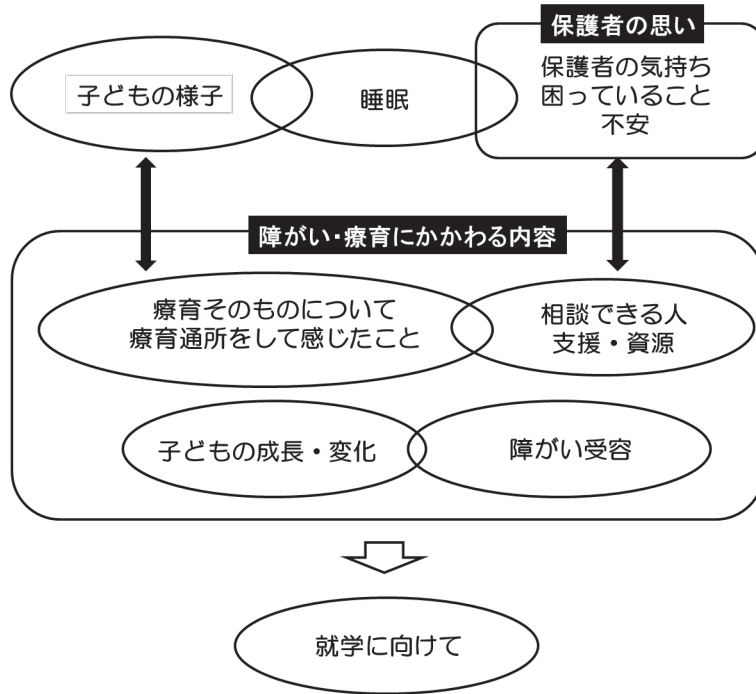 保護者の思い
子どもの様子
睡眠
保護者の気持ち
困っていること
不安
障がい・療育にかかわる内容
療育そのものについて
療育通所をして感じたこと
相談できる人
支援・資源
子どもの成長・変化
障がい受容
就学に向けて